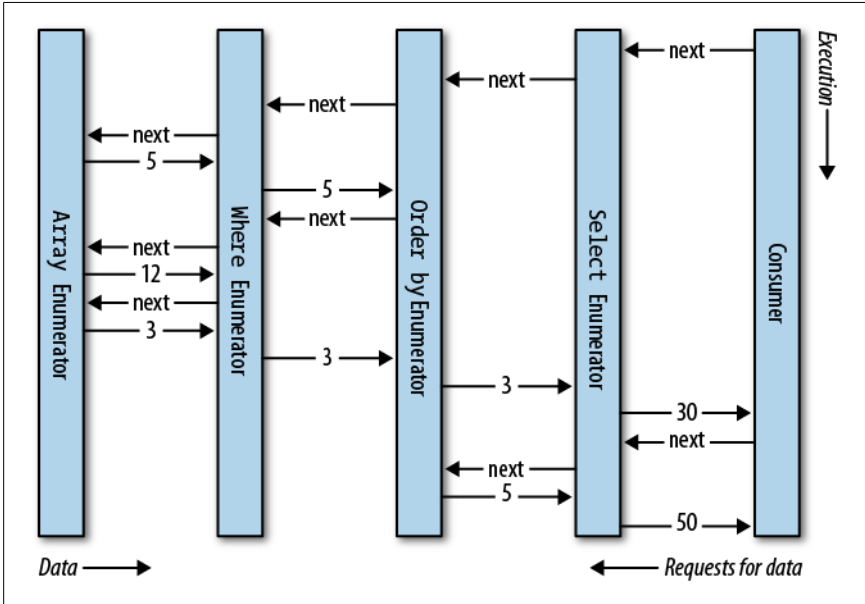 Execution
next
next
next
next
5
5
next
next
12
next
3
3
3
30
next
next
5
50
Array Enumerator
Where Enumerator
Order by Enumerator
Select Enumerator
Consumer
Data
Requests for data